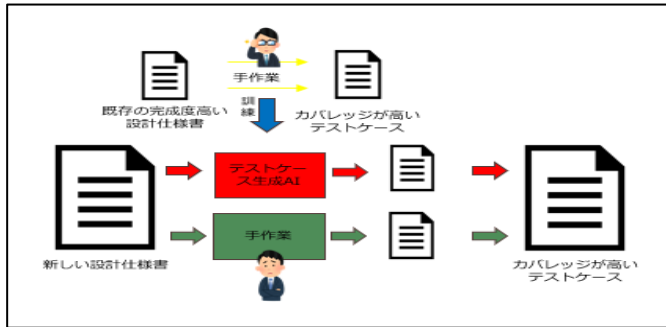 手作業
既存の完成度高い
設計仕様書
訓練
カバレッジが高い
テストケース
テストケー
ス生成AI
手作業
新しい設計仕様書
カバレッジが高い
テストケース